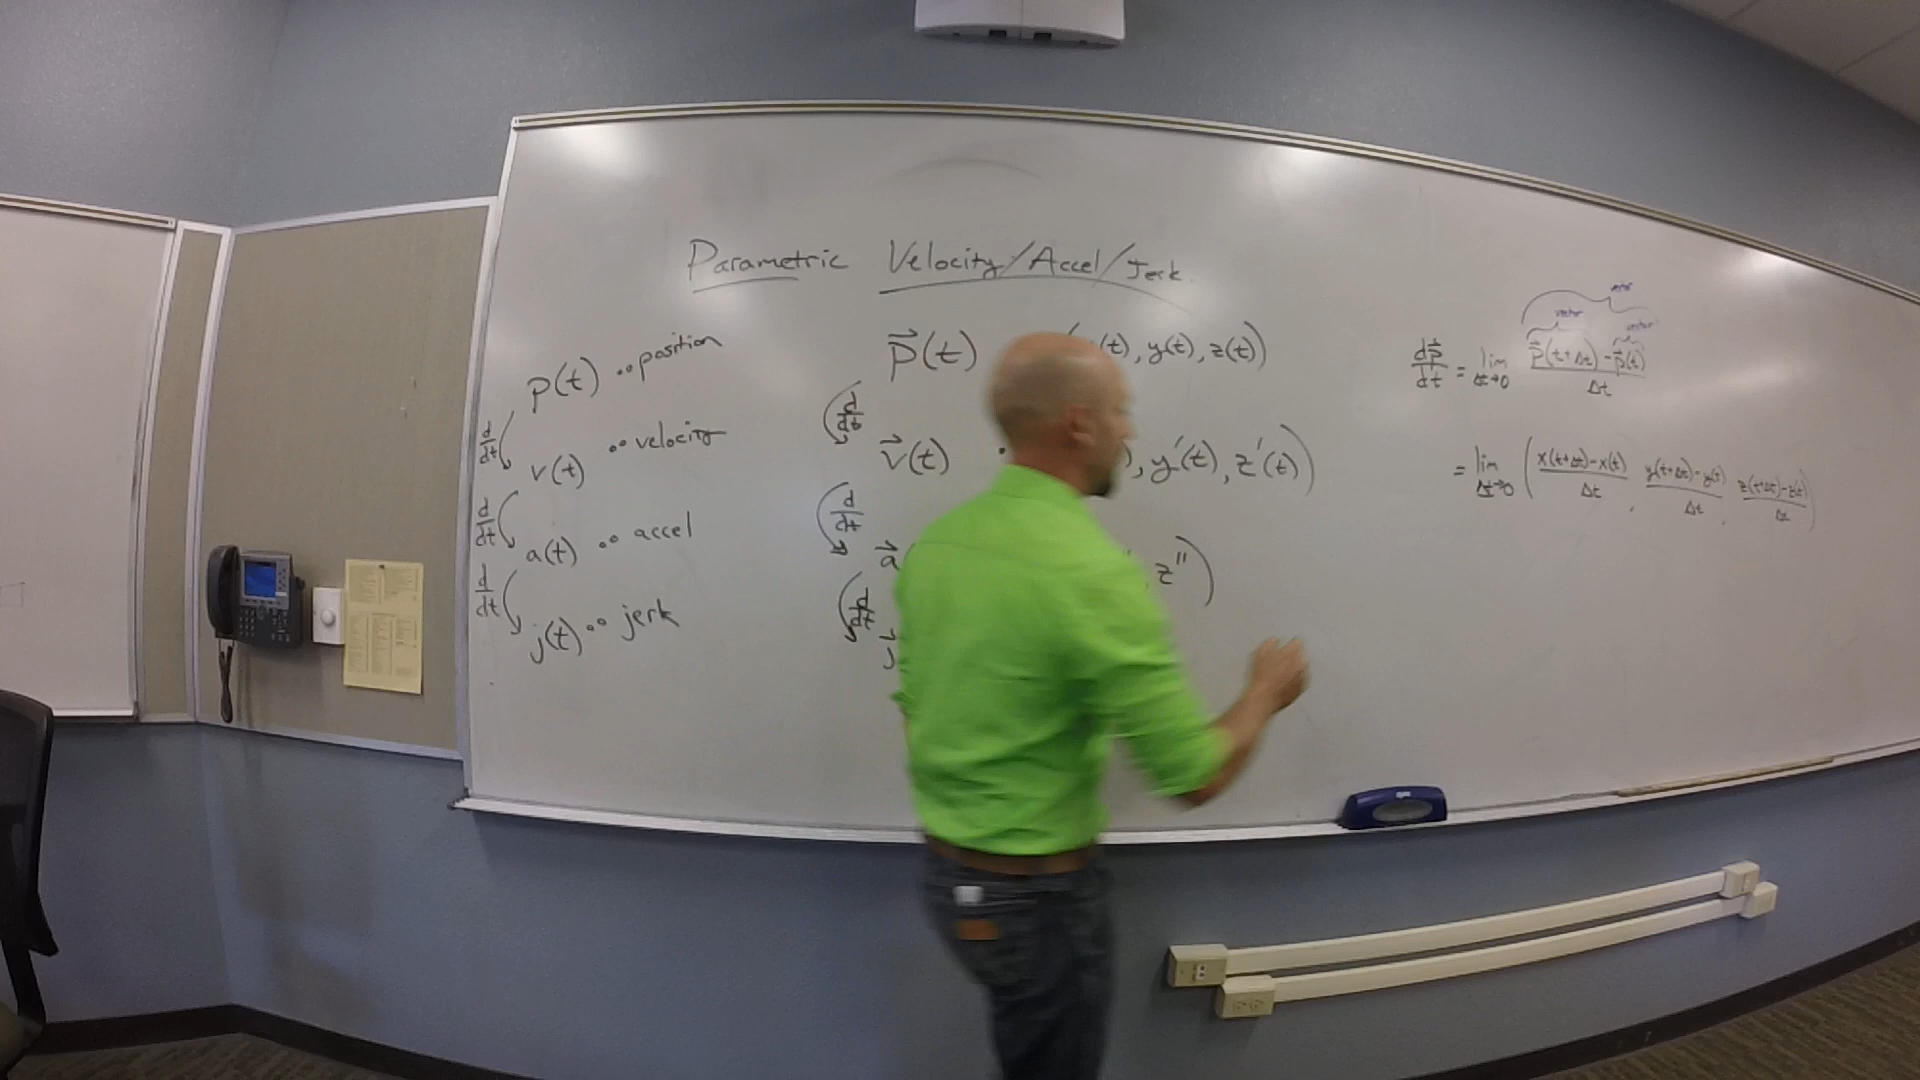 Parametric Velocity/Accel/Jerk.
p(t) °° position
d/dt
v(t) °° velocity
d/dt
a(t) °° accel
d/dt
j(t) °° jerk
p⃗(t) (t), y(t), z(t))
d/dt
v⃗(t) , y'(t), z'(t))
d/dt
a⃗ , z'')
d/dt
j⃗
vector
vector
dp⃗/dt = lim Δt→0 (p⃗(t+Δt) - p⃗(t))/Δt
= lim Δt→0 ( (x(t+Δt)-x(t))/Δt , (y(t+Δt)-y(t))/Δt , (z(t+Δt)-z(t))/Δt )